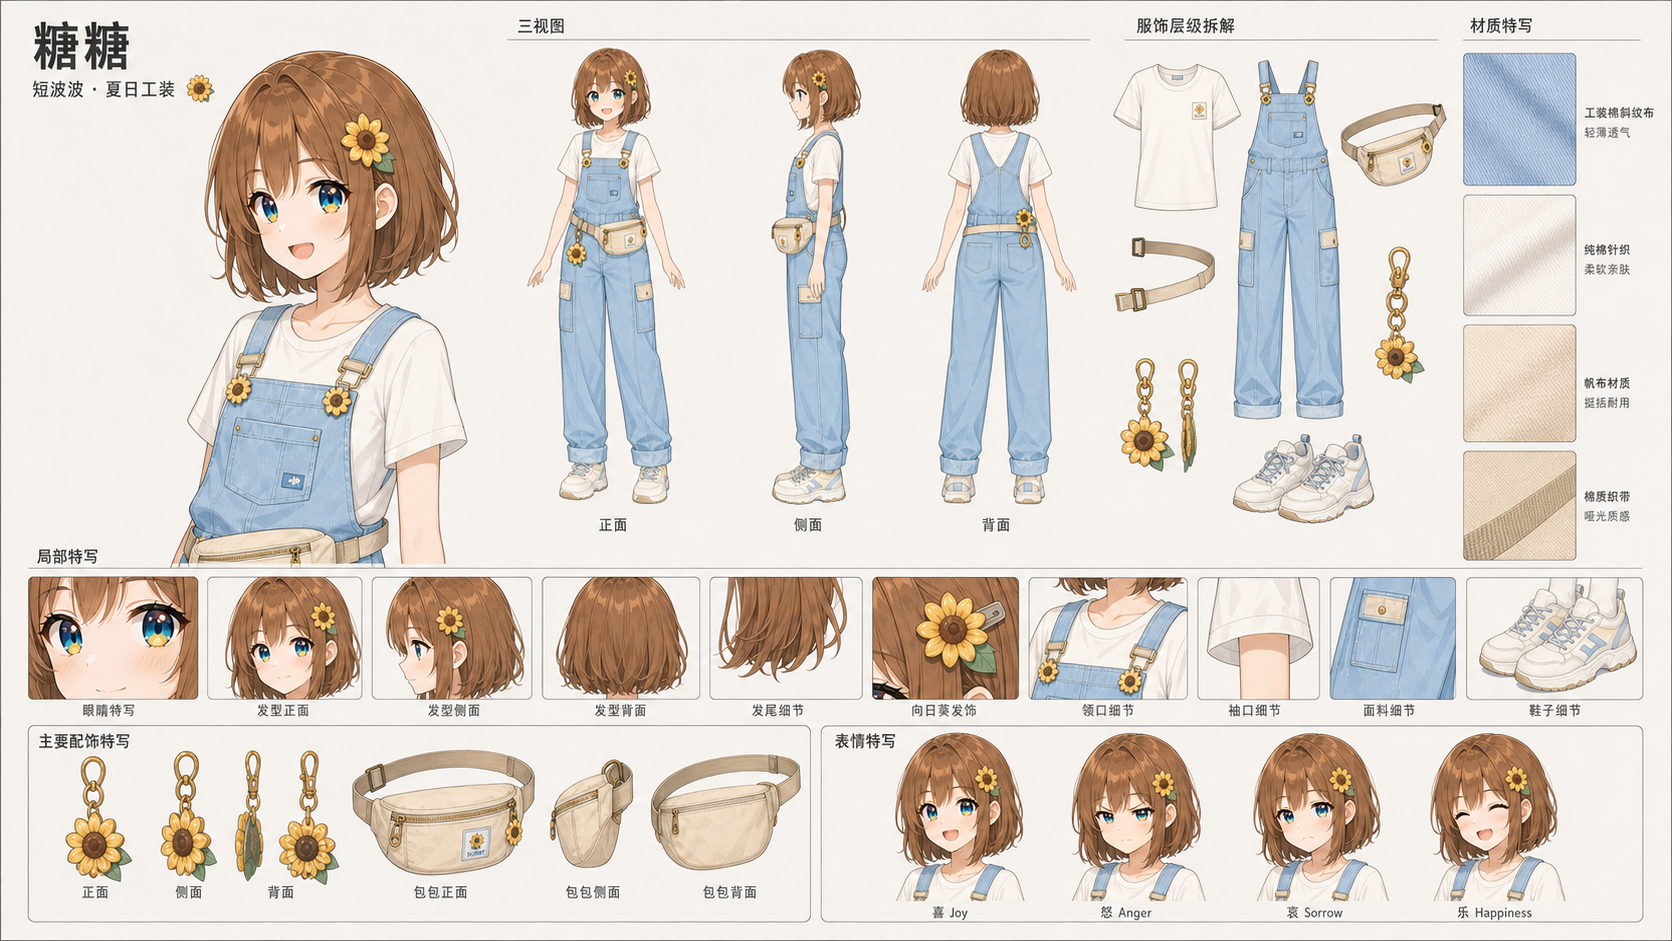 糖糖
短波波 · 夏日工装
三视图
正面
侧面
背面
服饰层级拆解
材质特写
工装棉斜纹布
轻薄透气
纯棉针织
柔软亲肤
帆布材质
挺括耐用
棉质织带
哑光质感
局部特写
眼睛特写
发型正面
发型侧面
发型背面
发尾细节
向日葵发饰
领口细节
袖口细节
面料细节
鞋子细节
主要配饰特写
正面
侧面
背面
包包正面
包包侧面
包包背面
表情特写
喜 Joy
怒 Anger
哀 Sorrow
乐 Happiness